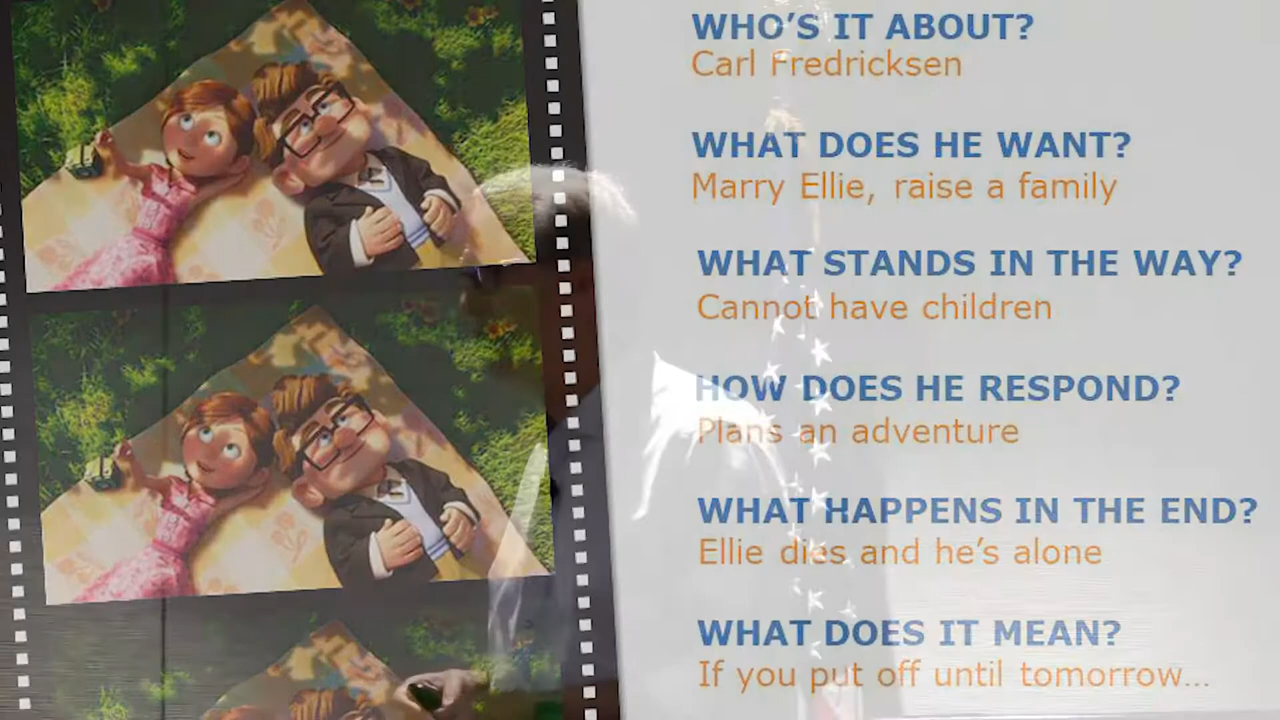 WHO'S IT ABOUT?
Carl Fredricksen
WHAT DOES HE WANT?
Marry Ellie, raise a family
WHAT STANDS IN THE WAY?
Cannot have children
HOW DOES HE RESPOND?
Plans an adventure
WHAT HAPPENS IN THE END?
Ellie dies and he's alone
WHAT DOES IT MEAN?
If you put off until tomorrow...